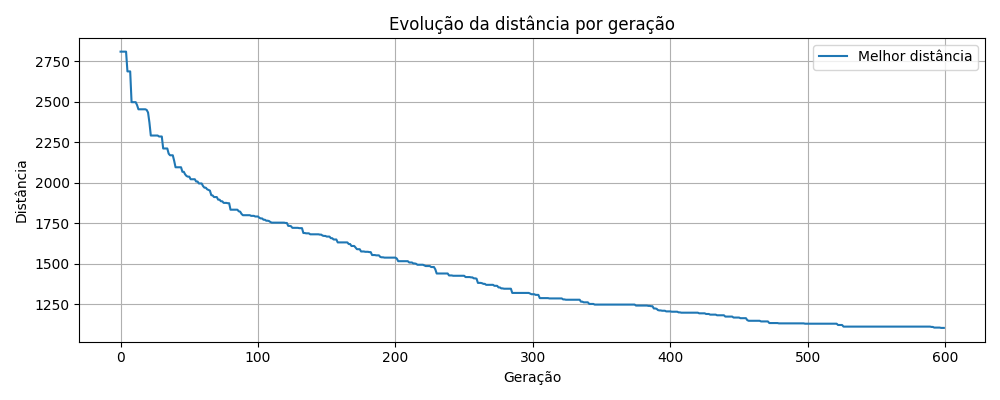 Evolução da distância por geração
Melhor distância
Distância
2750
2500
2250
2000
1750
1500
1250
0 100 200 300 400 500 600
Geração